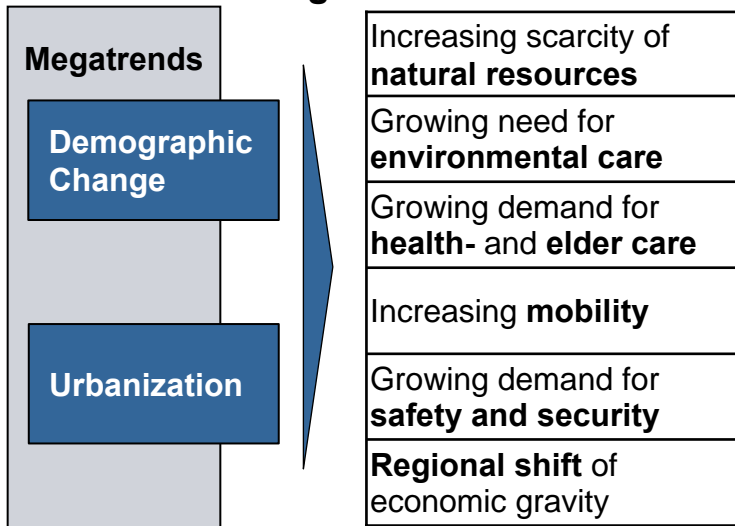 Megatrends
Demographic
Change
Urbanization
Increasing scarcity of
natural resources
Growing need for
environmental care
Growing demand for
health- and elder care
Increasing mobility
Growing demand for
safety and security
Regional shift of
economic gravity